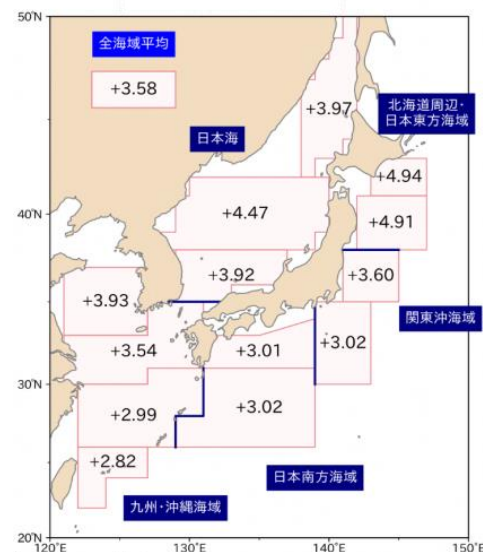 50°N
全海域平均
+3.58
+3.97
北海道周辺・
日本東方海域
日本海
+4.94
40°N
+4.47
+4.91
+3.92
+3.60
+3.93
関東沖海域
+3.54
+3.01
+3.02
30°N
+2.99
+3.02
+2.82
日本南方海域
九州・沖縄海域
20°N
120°E
130°E
140°E
150°E